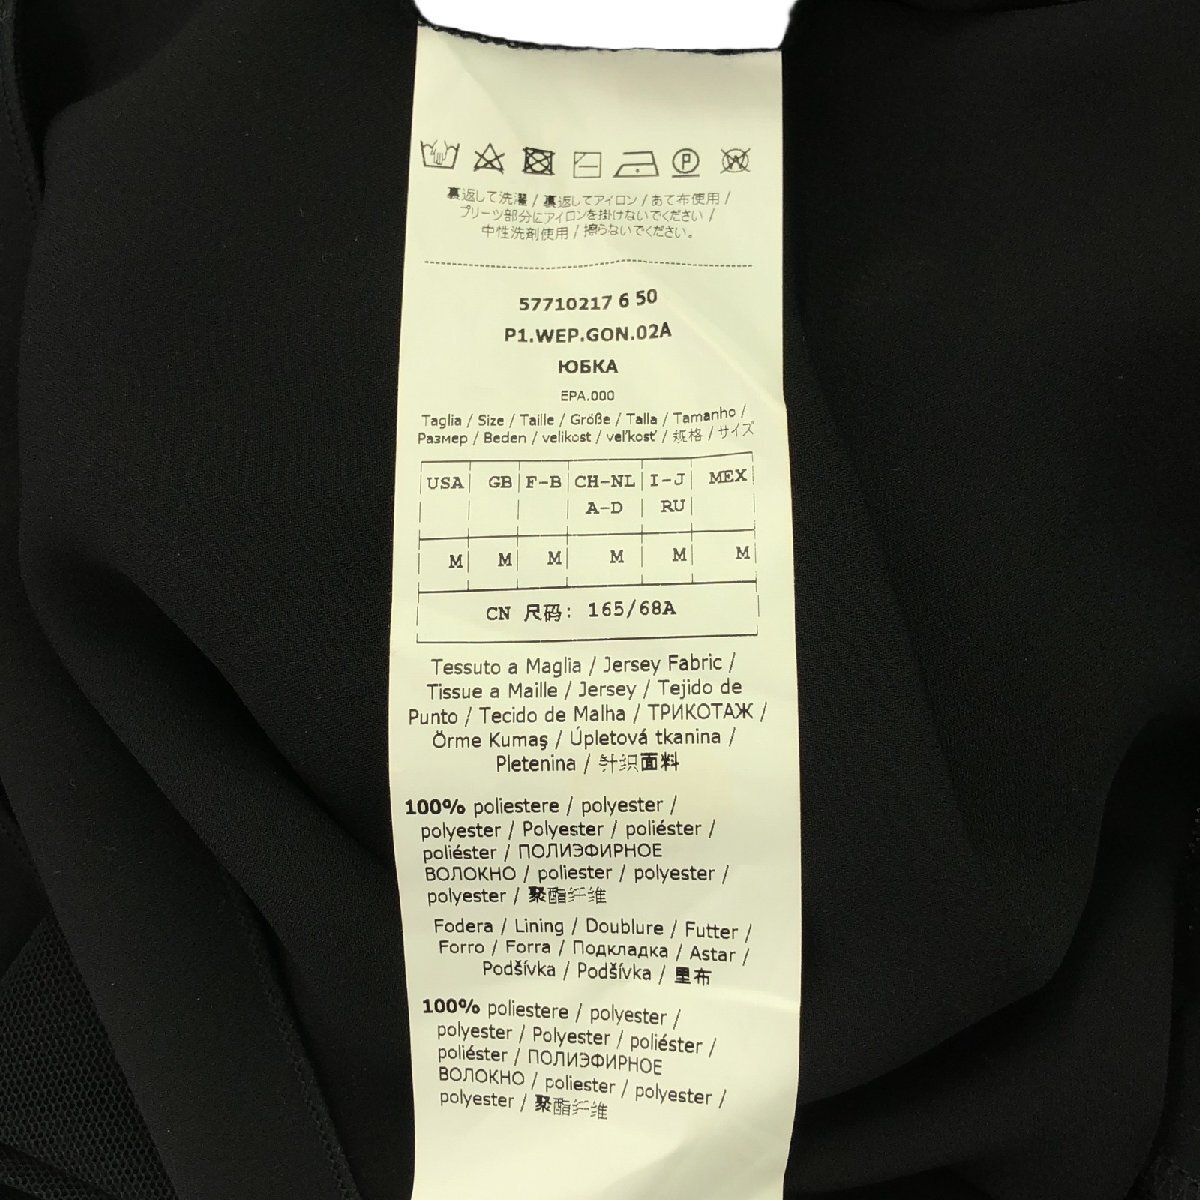 裏返して洗濯 / 裏返してアイロン / あて布使用 /
プリーツ部分にアイロンを掛けないでください /
中性洗剤使用 / 擦らないでください。
57710217 6 50
P1.WEP.GON.02A
ЮБКА
EPA.000
Taglia / Size / Taille / Größe / Talla / Tamanho /
Размер / Beden / velikost / veľkosť / 规格 / サイズ
USA GB F-B CH-NL I-J MEX
A-D RU
M M M M M M
CN 尺码: 165/68A
Tessuto a Maglia / Jersey Fabric /
Tissue a Maille / Jersey / Tejido de
Punto / Tecido de Malha / ТРИКОТАЖ /
Örme Kumaş / Úpletová tkanina /
Pletenina / 针织面料
100% poliestere / polyester /
polyester / Polyester / poliéster /
poliéster / ПОЛИЭФИРНОЕ
ВОЛОКНО / poliester / polyester /
polyester / 聚酯纤维
Fodera / Lining / Doublure / Futter /
Forro / Forra / Подкладка / Astar /
Podšívka / Podšívka / 里布
100% poliestere / polyester /
polyester / Polyester / poliéster /
poliéster / ПОЛИЭФИРНОЕ
ВОЛОКНО / poliester / polyester /
polyester / 聚酯纤维